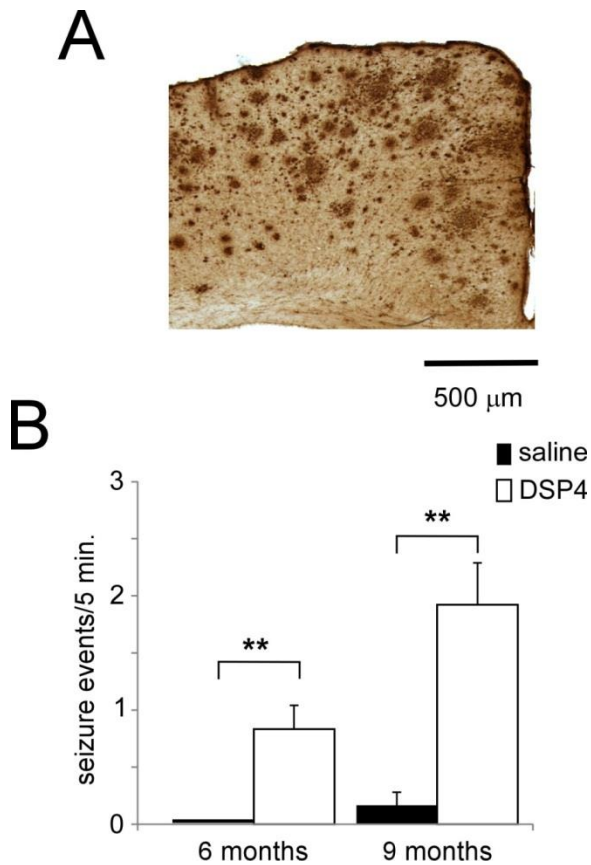 A
500 μm
B
saline
DSP4
3
2
1
0
seizure events/5 min.
**
**
6 months
9 months